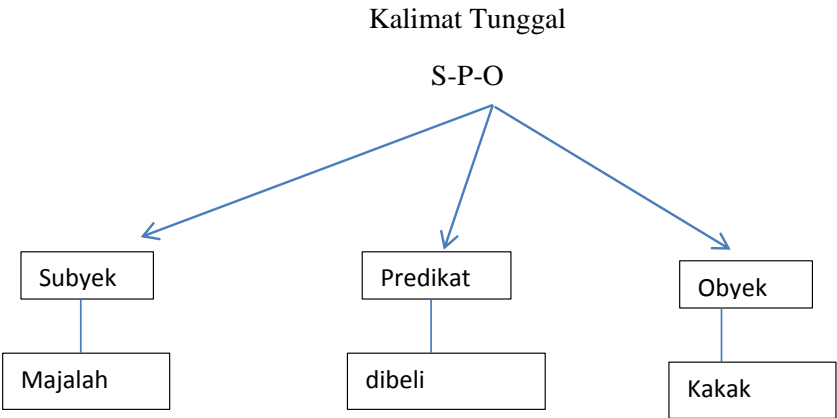 Kalimat Tunggal
S-P-O
Subyek
Predikat
Obyek
Majalah
dibeli
Kakak